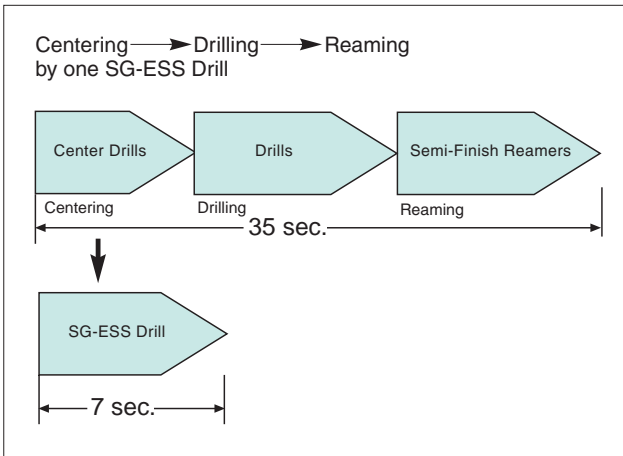 Centering Drilling Reaming
by one SG-ESS Drill
Center Drills Drills Semi-Finish Reamers
Centering Drilling Reaming
35 sec.
SG-ESS Drill
7 sec.